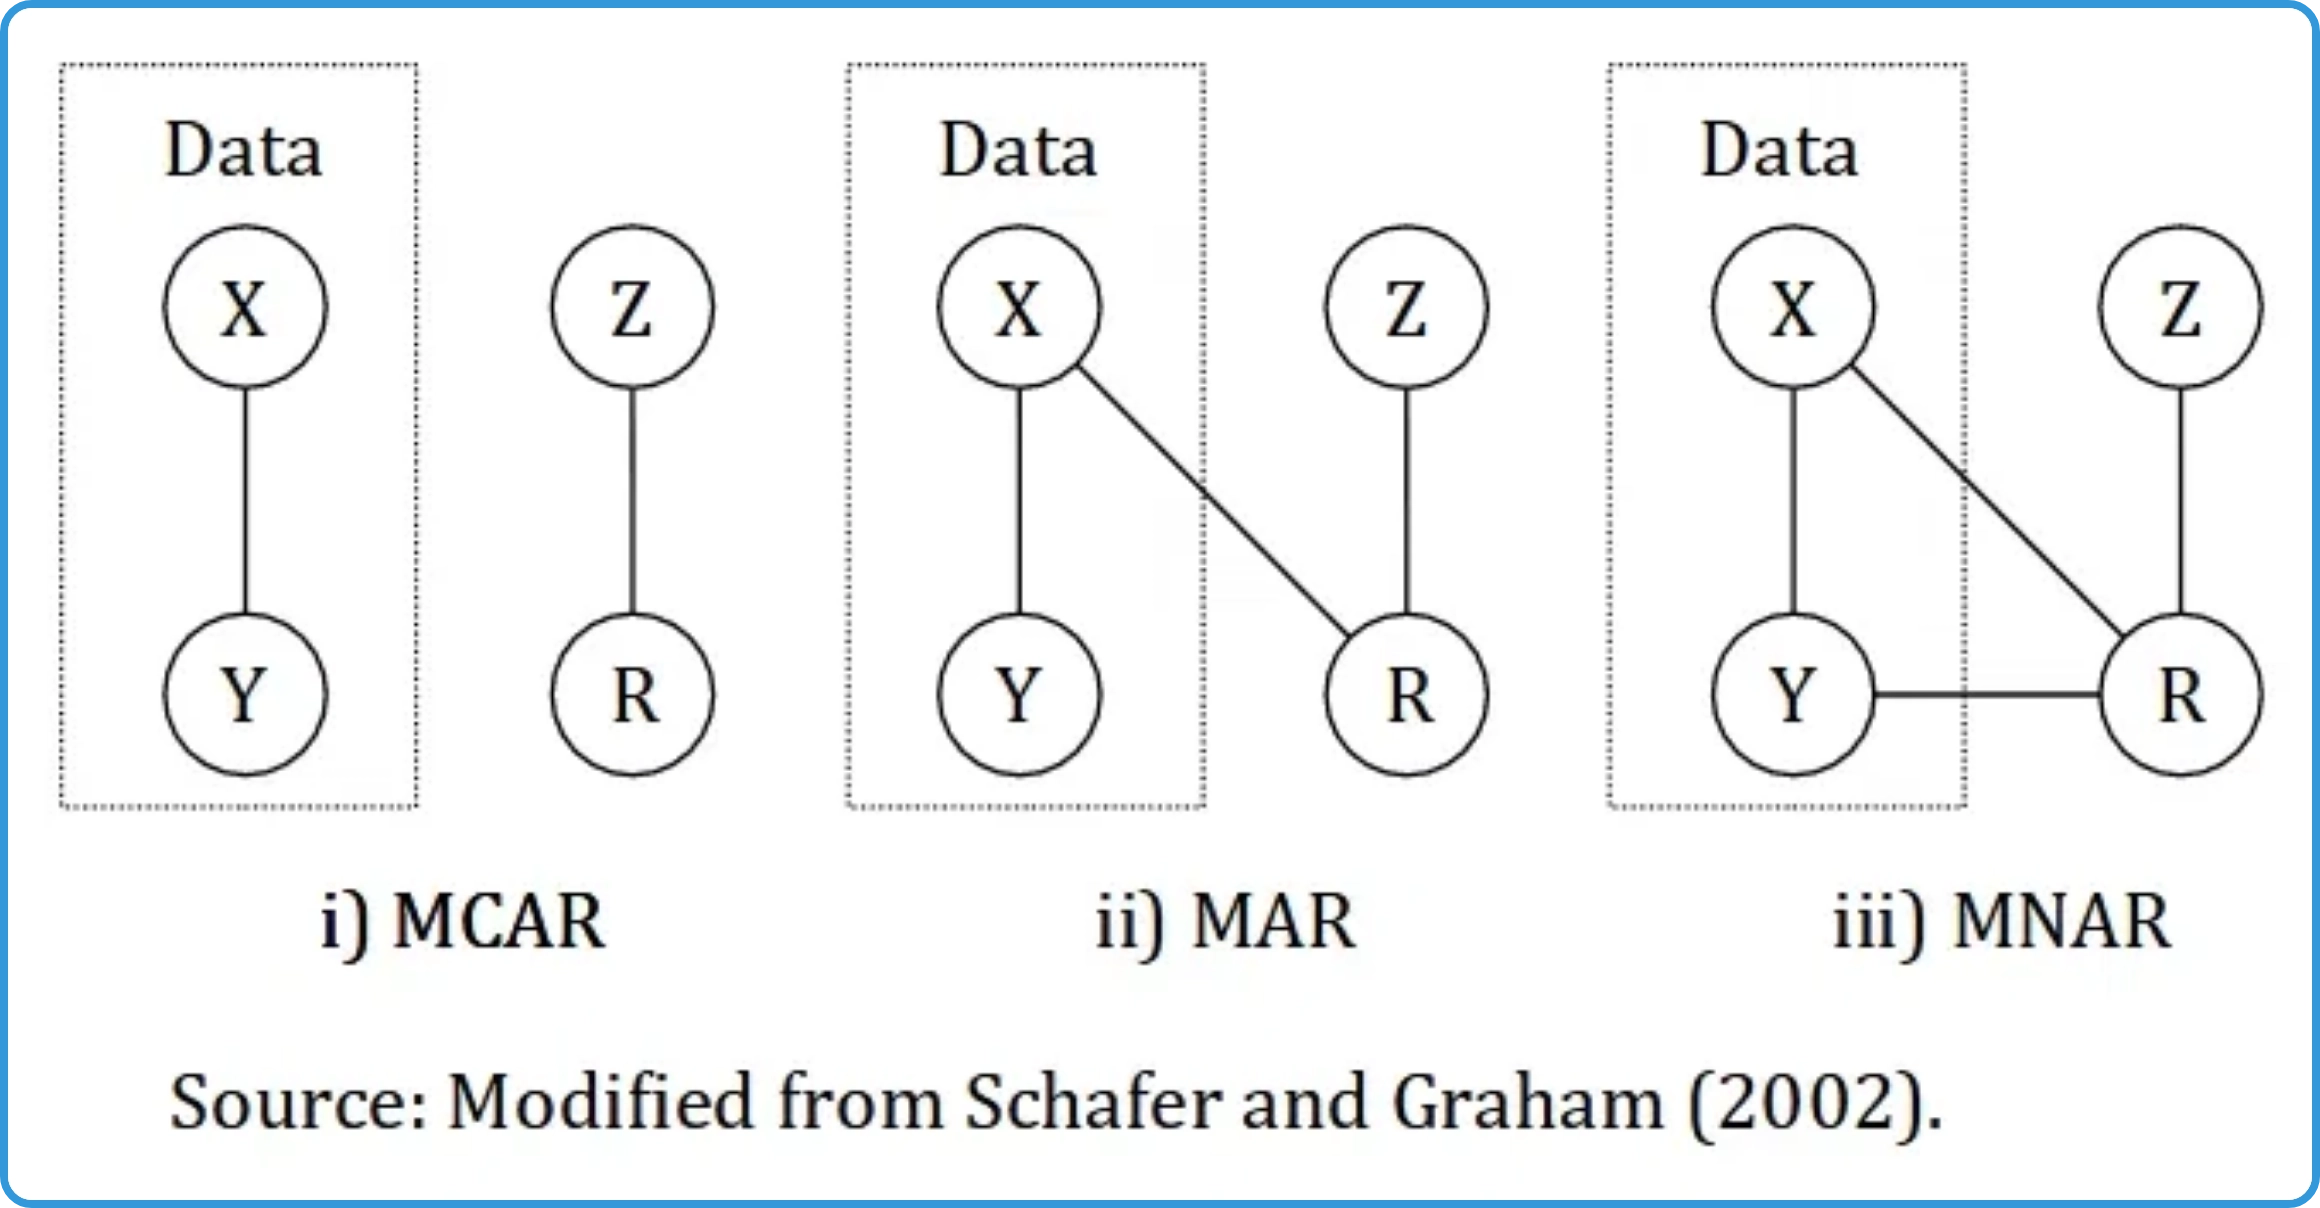 Data
X
Z
Y
R
Data
X
Z
Y
R
Data
X
Z
Y
R
i) MCAR
ii) MAR
iii) MNAR
Source: Modified from Schafer and Graham (2002).